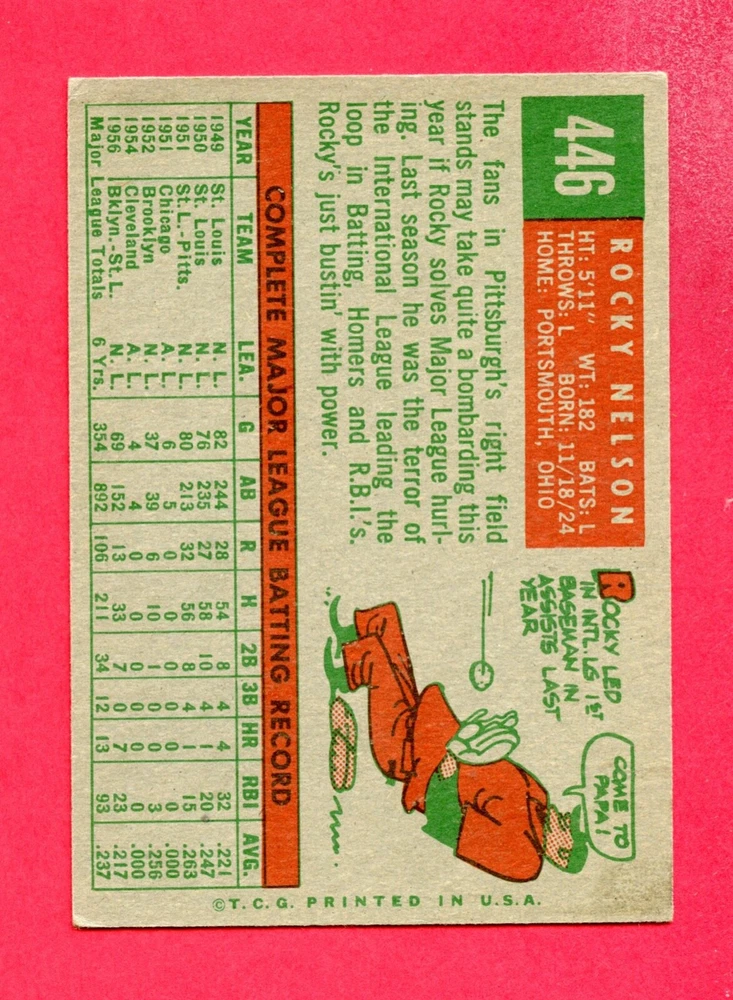 446
ROCKY NELSON
HT: 5'11" WT: 182 BATS: L
THROWS: L BORN: 11/18/24
HOME: PORTSMOUTH, OHIO
The fans in Pittsburgh's right field
stands may take quite a bombarding this
year if Rocky solves Major League hurl-
ing. Last season he was the terror of
the International League leading the
loop in Batting, Homers and R.B.I.'s.
Rocky's just bustin' with power.
ROCKY LED
IN INT. LG 1ST
BASEMAN IN
ASSISTS LAST
YEAR
COME TO
PAPA!
COMPLETE MAJOR LEAGUE BATTING RECORD
YEAR TEAM LEA. G AB R H 2B 3B HR RBI AVG.
1949 St. Louis N. L. 82 244 28 54 8 4 4 32 .221
1950 St. Louis N. L. 76 235 27 58 10 4 1 20 .247
1951 St. L.-Pitts. N. L. 80 213 32 56 8 4 1 15 .263
1951 Chicago A. L. 6 5 0 0 0 0 0 0 .000
1952 Brooklyn N. L. 37 39 6 10 1 0 0 3 .256
1954 Cleveland A. L. 4 4 0 0 0 0 0 0 .000
1956 Bklyn.-St. L. N. L. 69 152 13 33 7 0 7 23 .217
Major League Totals 6 Yrs. 354 892 106 211 34 12 13 93 .237
© T. C. G. PRINTED IN U.S.A.